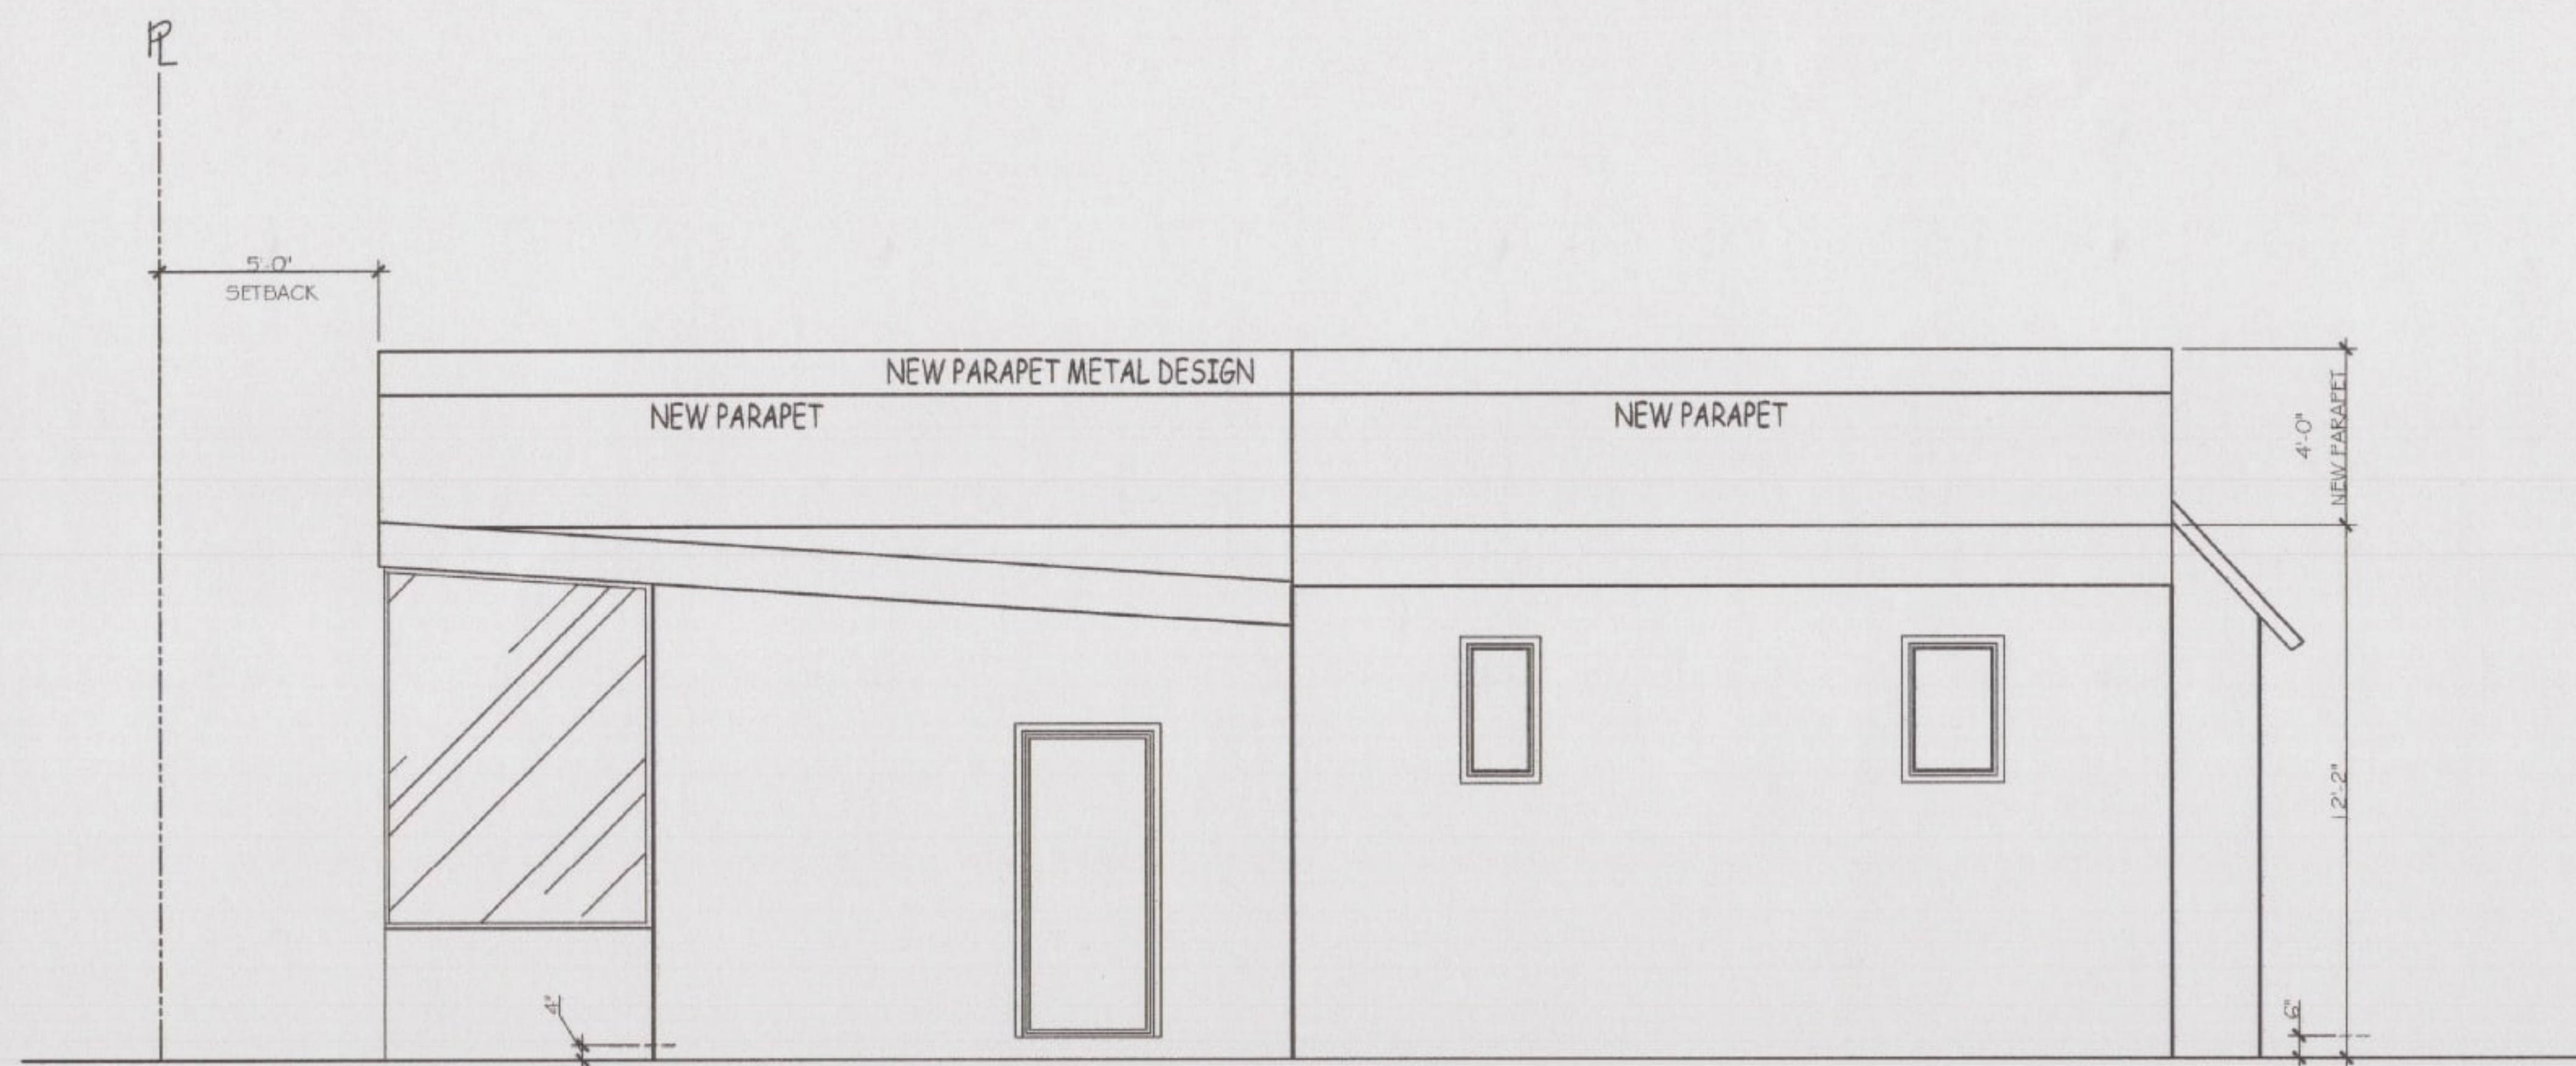 PL
5'-0"
SETBACK
NEW PARAPET METAL DESIGN
NEW PARAPET
NEW PARAPET
4'-0"
NEW PARAPET
12'-2"
4"
6"